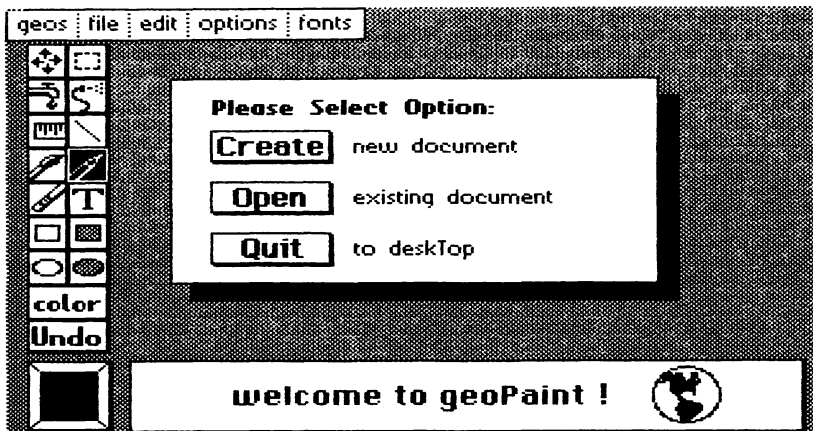 geos file edit options fonts
Please Select Option:
Create new document
Open existing document
Quit to deskTop
T
color
Undo
welcome to geoPaint !